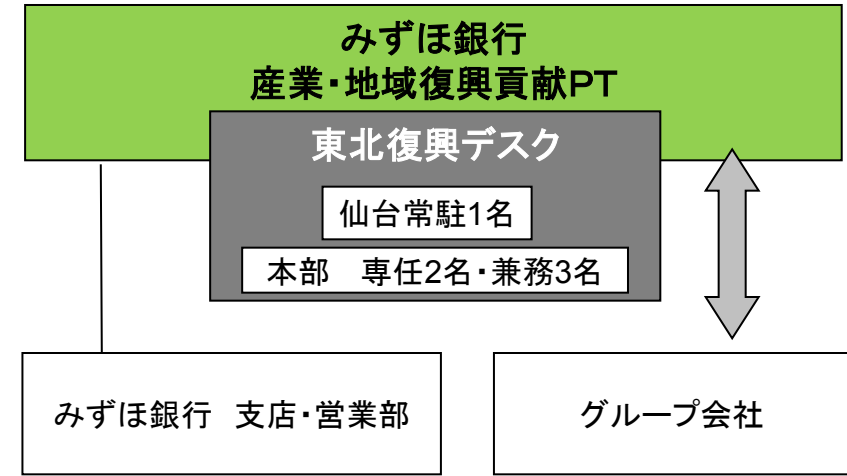 みずほ銀行
産業・地域復興貢献PT
東北復興デスク
仙台常駐1名
本部　専任2名・兼務3名
みずほ銀行　支店・営業部
グループ会社